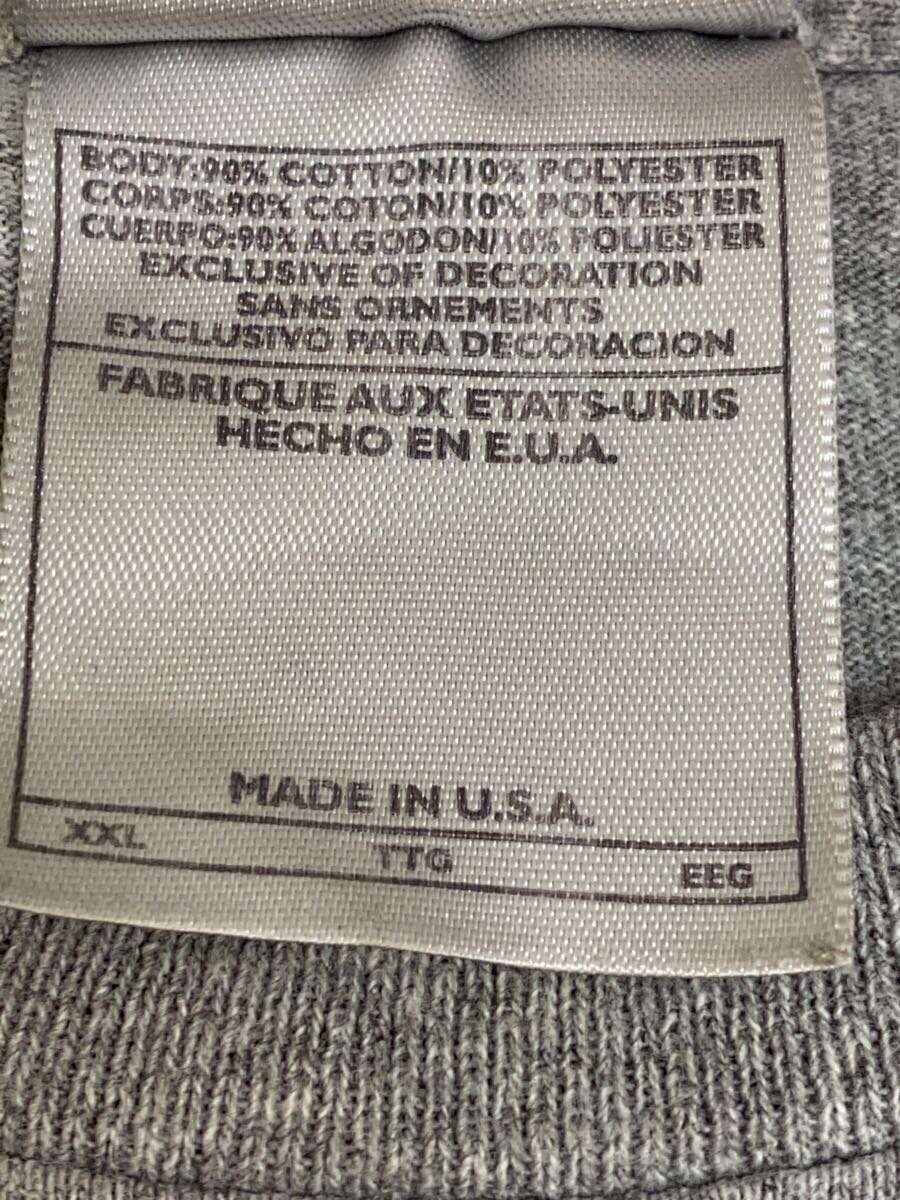 BODY:90% COTTON/10% POLYESTER
CORPS:90% COTON/10% POLYESTER
CUERPO:90% ALGODON/10% POLIESTER
EXCLUSIVE OF DECORATION
SANS ORNEMENTS
EXCLUSIVO PARA DECORACION
FABRIQUE AUX ETATS-UNIS
HECHO EN E.U.A.
MADE IN U.S.A.
XXL TTG EEG